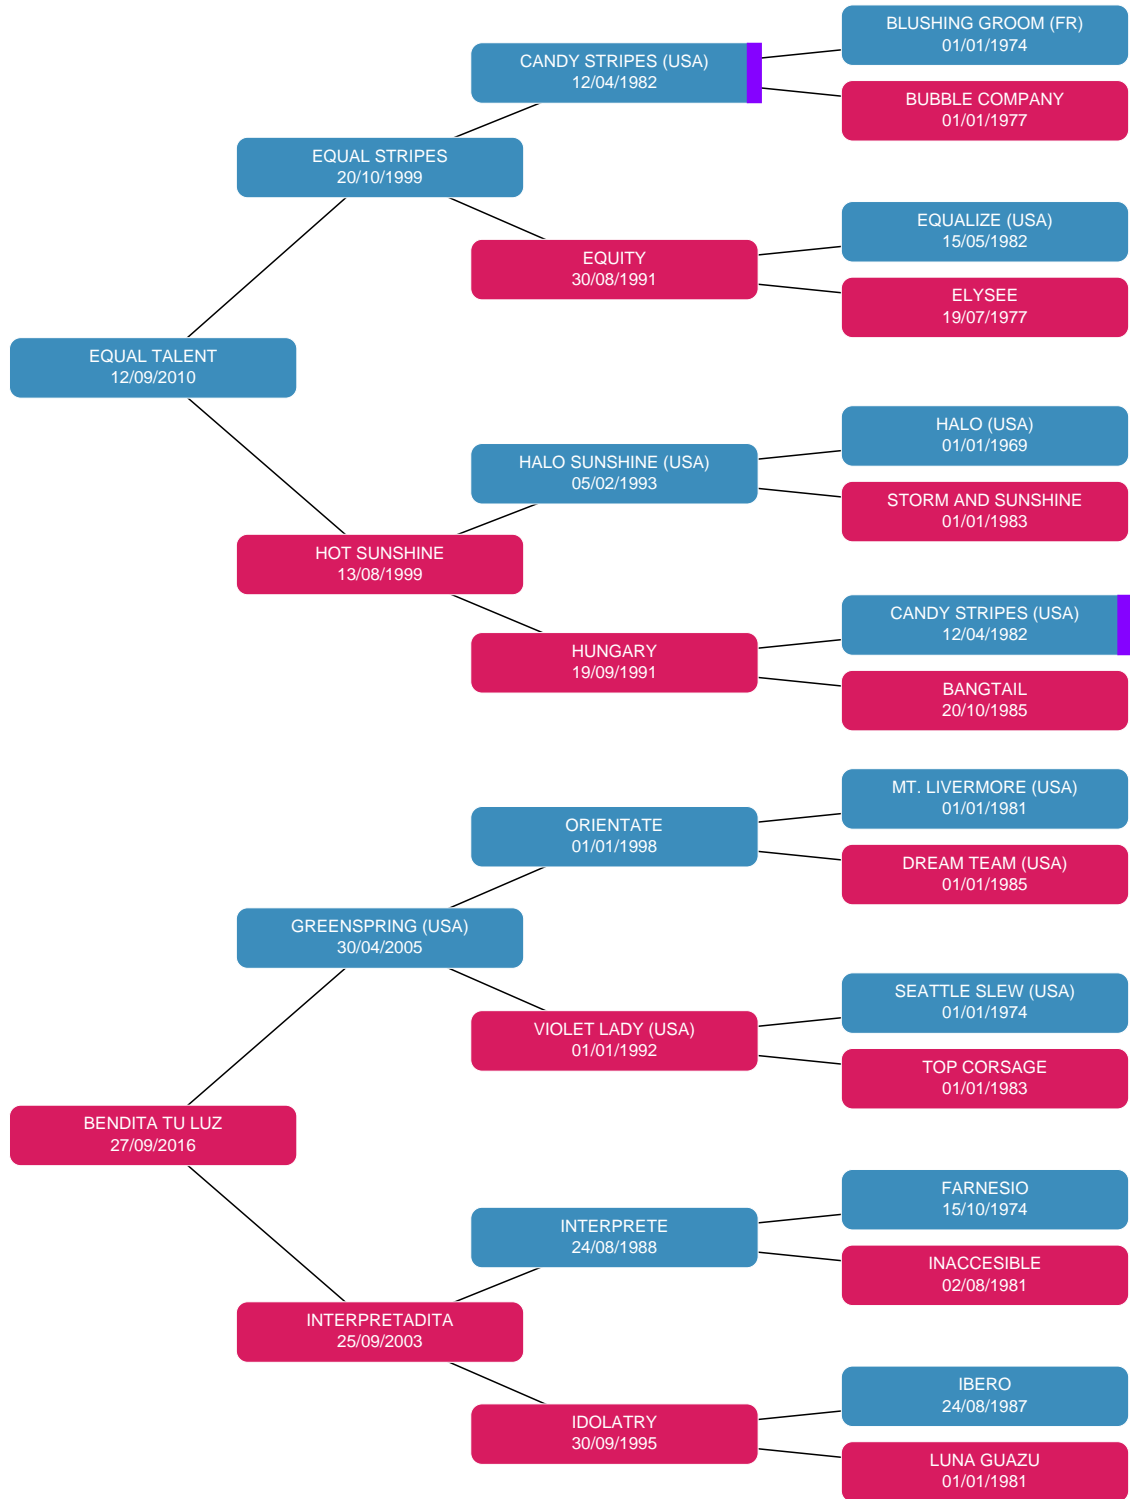 BLUSHING GROOM (FR)
01/01/1974
CANDY STRIPES (USA)
12/04/1982
BUBBLE COMPANY
01/01/1977
EQUAL STRIPES
20/10/1999
EQUALIZE (USA)
15/05/1982
EQUITY
30/08/1991
ELYSEE
19/07/1977
EQUAL TALENT
12/09/2010
HALO (USA)
01/01/1969
HALO SUNSHINE (USA)
05/02/1993
STORM AND SUNSHINE
01/01/1983
HOT SUNSHINE
13/08/1999
CANDY STRIPES (USA)
12/04/1982
HUNGARY
19/09/1991
BANGTAIL
20/10/1985
MT. LIVERMORE (USA)
01/01/1981
ORIENTATE
01/01/1998
DREAM TEAM (USA)
01/01/1985
GREENSPRING (USA)
30/04/2005
SEATTLE SLEW (USA)
01/01/1974
VIOLET LADY (USA)
01/01/1992
TOP CORSAGE
01/01/1983
BENDITA TU LUZ
27/09/2016
FARNESIO
15/10/1974
INTERPRETE
24/08/1988
INACCESIBLE
02/08/1981
INTERPRETADITA
25/09/2003
IBERO
24/08/1987
IDOLATRY
30/09/1995
LUNA GUAZU
01/01/1981